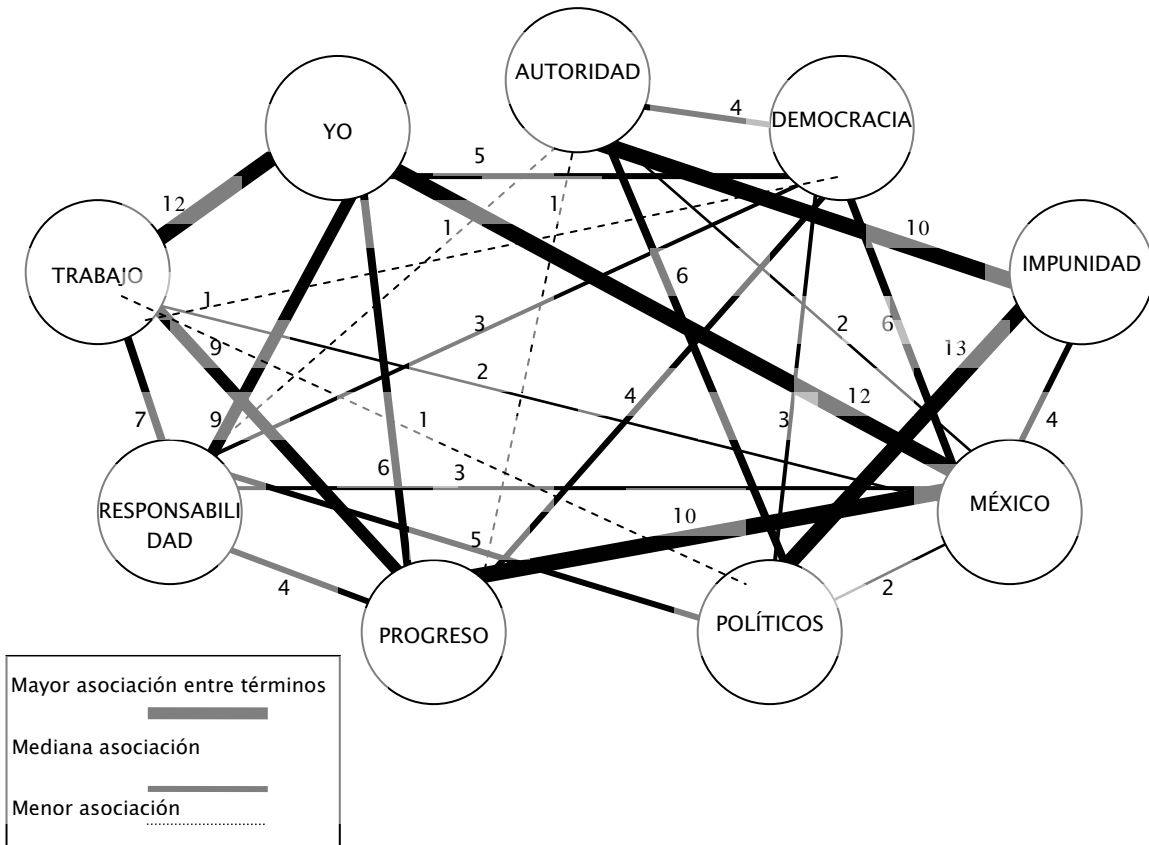 AUTORIDAD
4
DEMOCRACIA
YO
5
12
1
1
10
TRABAJO
IMPUNIDAD
6
1
3
2
6
13
9
2
4
12
7
9
1
3
4
6
3
MÉXICO
RESPONSABILI
DAD
10
5
4
2
PROGRESO
POLÍTICOS
Mayor asociación entre términos
Mediana asociación
Menor asociación